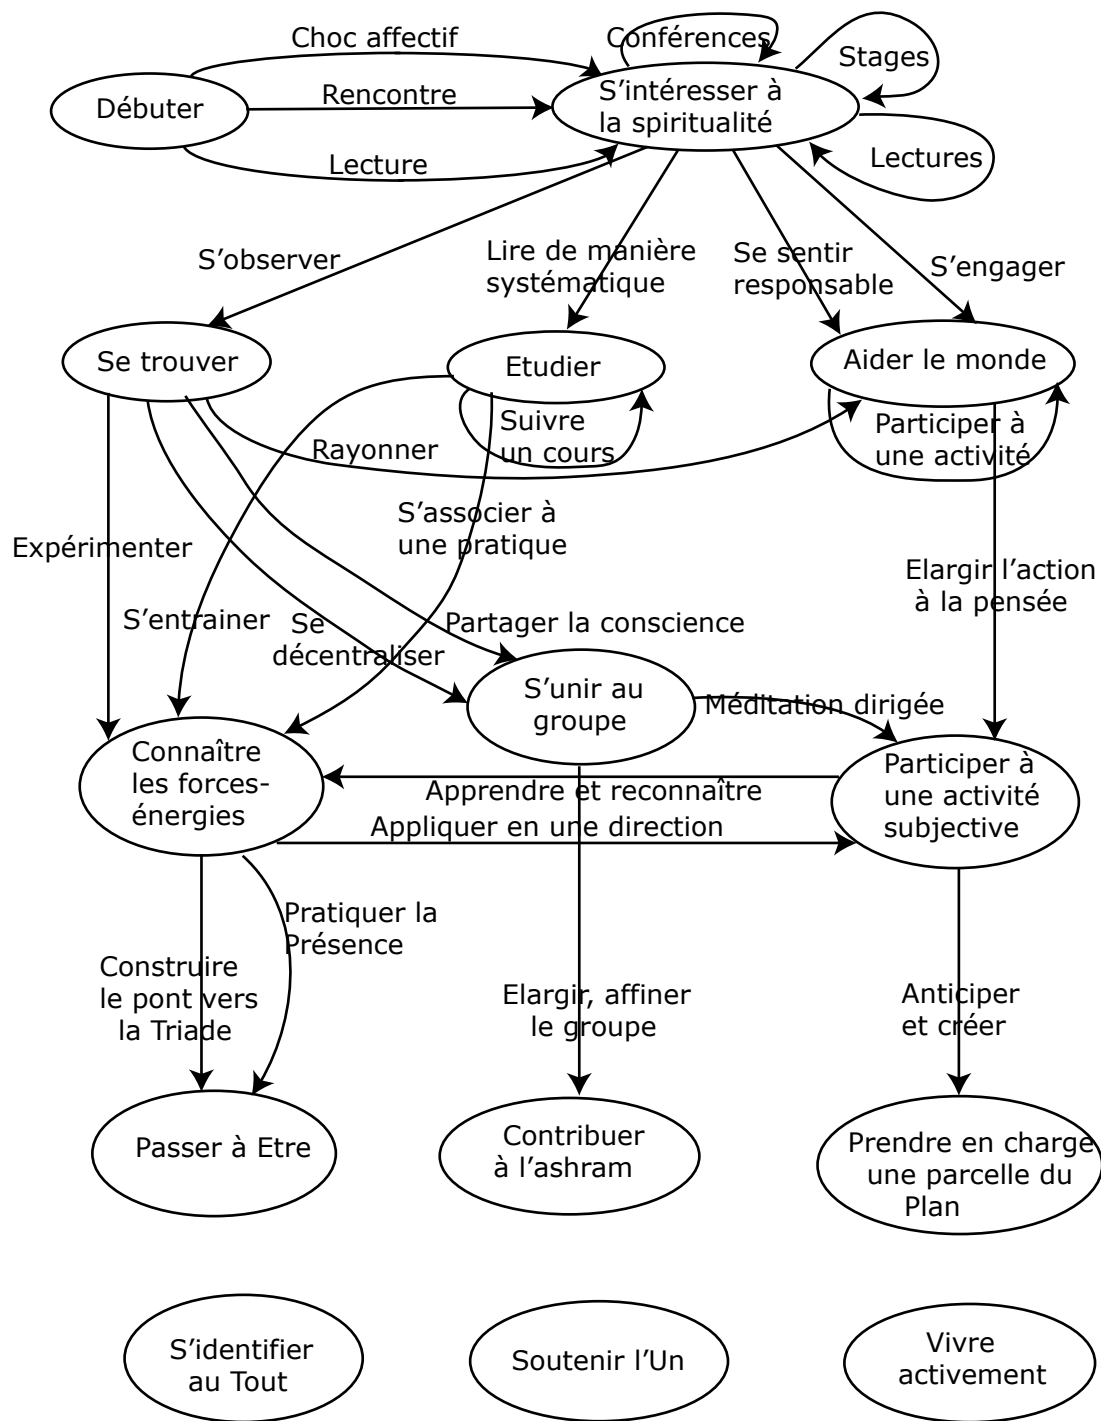 Choc affectif
Conférences
Stages
Débuter
Rencontre
S’intéresser à
la spiritualité
Lecture
Lectures
S’observer
Lire de manière
systématique
Se sentir
responsable
S’engager
Se trouver
Etudier
Aider le monde
Suivre
un cours
Participer à
une activité
Rayonner
Expérimenter
S’associer à
une pratique
Elargir l’action
à la pensée
S’entrainer
Se
décentraliser
Partager la conscience
S’unir au
groupe
Méditation dirigée
Connaître
les forces-
énergies
Participer à
une activité
subjective
Apprendre et reconnaître
Appliquer en une direction
Pratiquer la
Présence
Construire
le pont vers
la Triade
Elargir, affiner
le groupe
Anticiper
et créer
Passer à Etre
Contribuer
à l’ashram
Prendre en charge
une parcelle du
Plan
S’identifier
au Tout
Soutenir l’Un
Vivre
activement